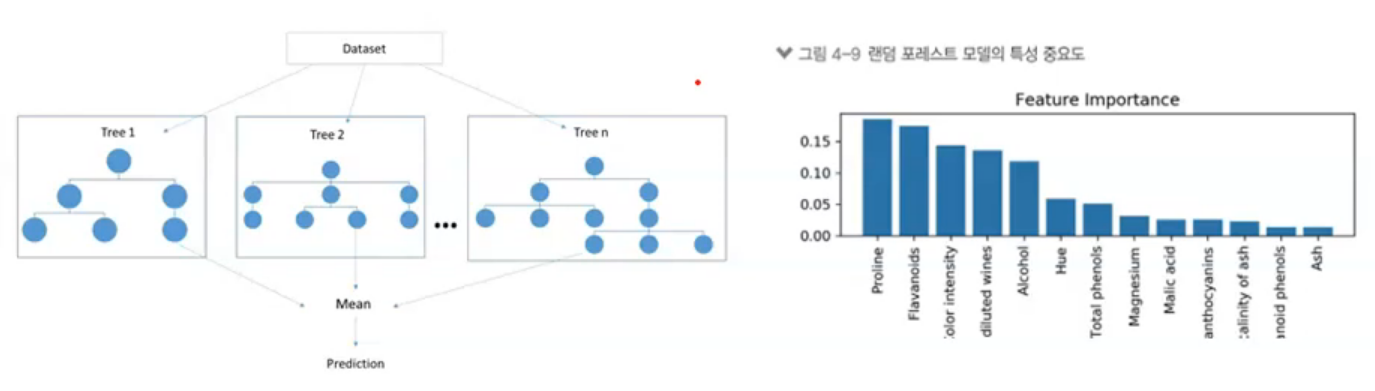 Dataset
Tree 1
Tree 2
Tree n
...
Mean
Prediction
그림 4-9 랜덤 포레스트 모델의 특성 중요도
Feature Importance
0.15
0.10
0.05
0.00
Proline
Flavanoids
olor intensity
diluted wines
Alcohol
Hue
Total phenols
Magnesium
Malic acid
anthocyanins
calinity of ash
anoid phenols
Ash